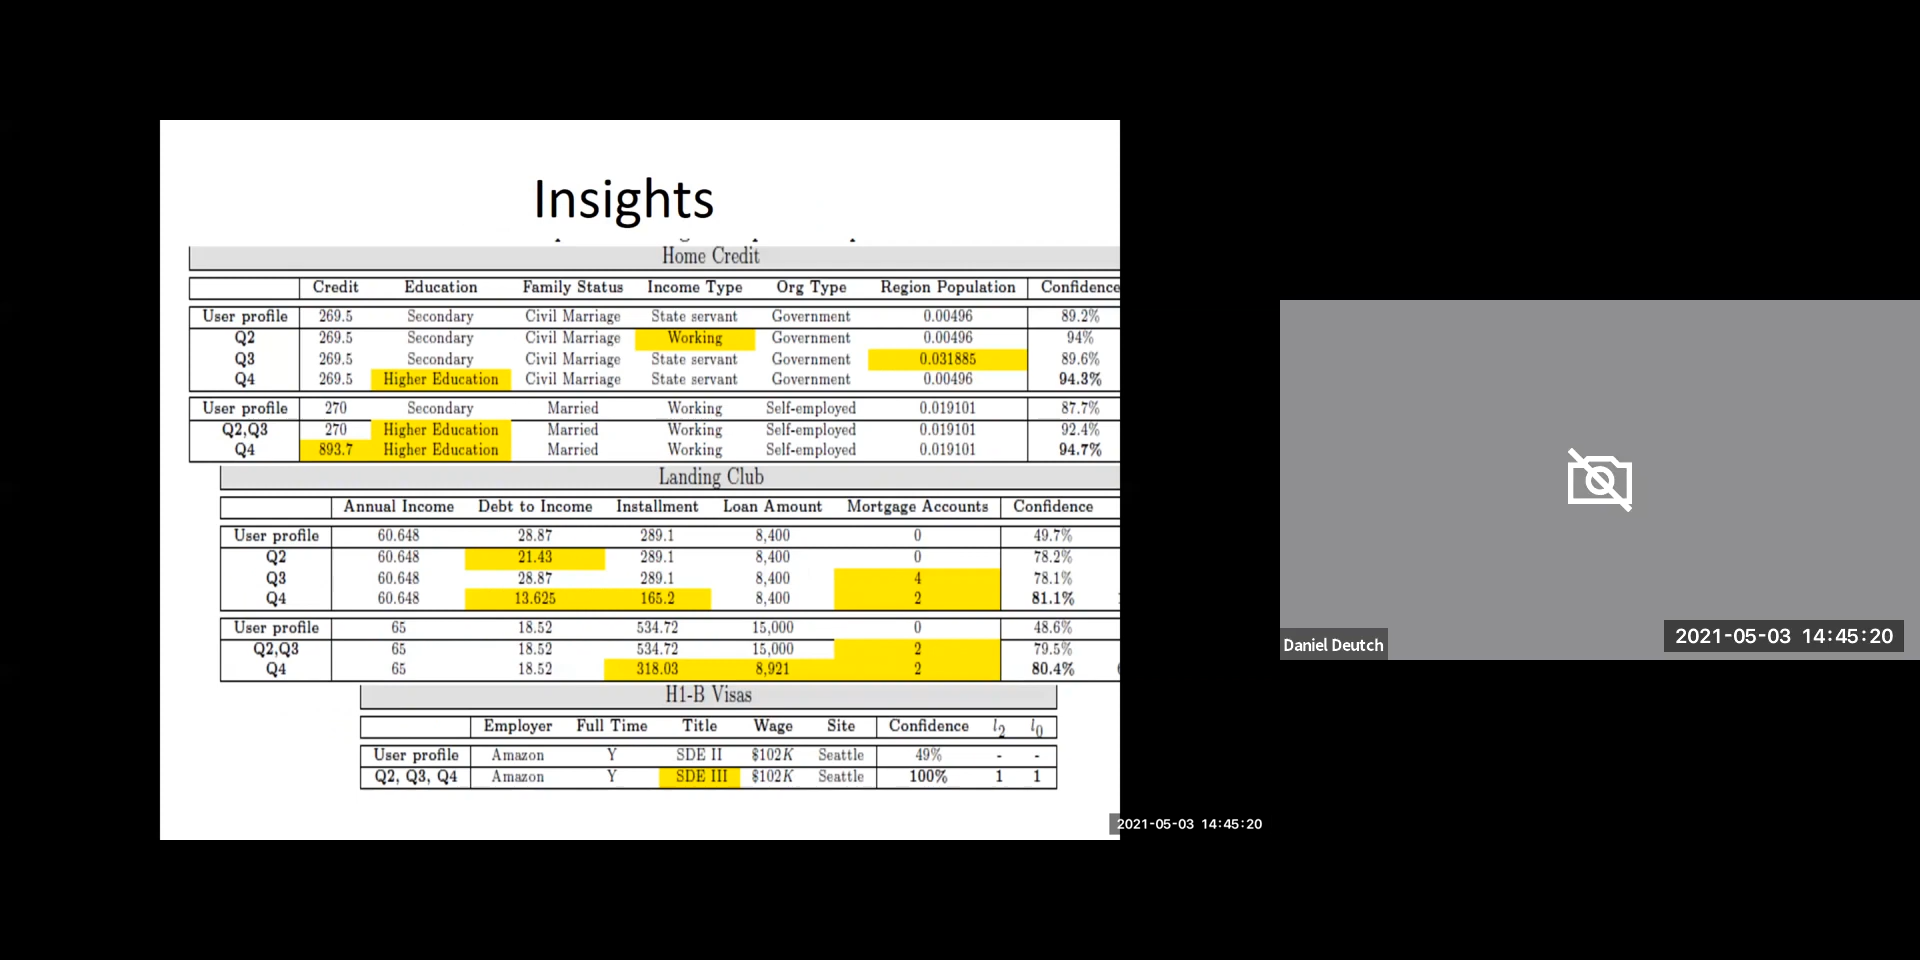 Insights
Home Credit
Credit Education Family Status Income Type Org Type Region Population Confidence
User profile 269.5 Secondary Civil Marriage State servant Government 0.00496 89.2%
Q2 269.5 Secondary Civil Marriage Working Government 0.00496 94%
Q3 269.5 Secondary Civil Marriage State servant Government 0.031885 89.6%
Q4 269.5 Higher Education Civil Marriage State servant Government 0.00496 94.3%
User profile 270 Secondary Married Working Self-employed 0.019101 87.7%
Q2,Q3 270 Higher Education Married Working Self-employed 0.019101 92.4%
Q4 893.7 Higher Education Married Working Self-employed 0.019101 94.7%
Landing Club
Annual Income Debt to Income Installment Loan Amount Mortgage Accounts Confidence
User profile 60.648 28.87 289.1 8,400 0 49.7%
Q2 60.648 21.43 289.1 8,400 0 78.2%
Q3 60.648 28.87 289.1 8,400 4 78.1%
Q4 60.648 13.625 165.2 8,400 2 81.1%
User profile 65 18.52 534.72 15,000 0 48.6%
Q2,Q3 65 18.52 534.72 15,000 2 79.5%
Q4 65 18.52 318.03 8,921 2 80.4%
H1-B Visas
Employer Full Time Title Wage Site Confidence l2 l0
User profile Amazon Y SDE II $102K Seattle 49% - -
Q2, Q3, Q4 Amazon Y SDE III $102K Seattle 100% 1 1
2021-05-03 14:45:20
Daniel Deutch
2021-05-03 14:45:20